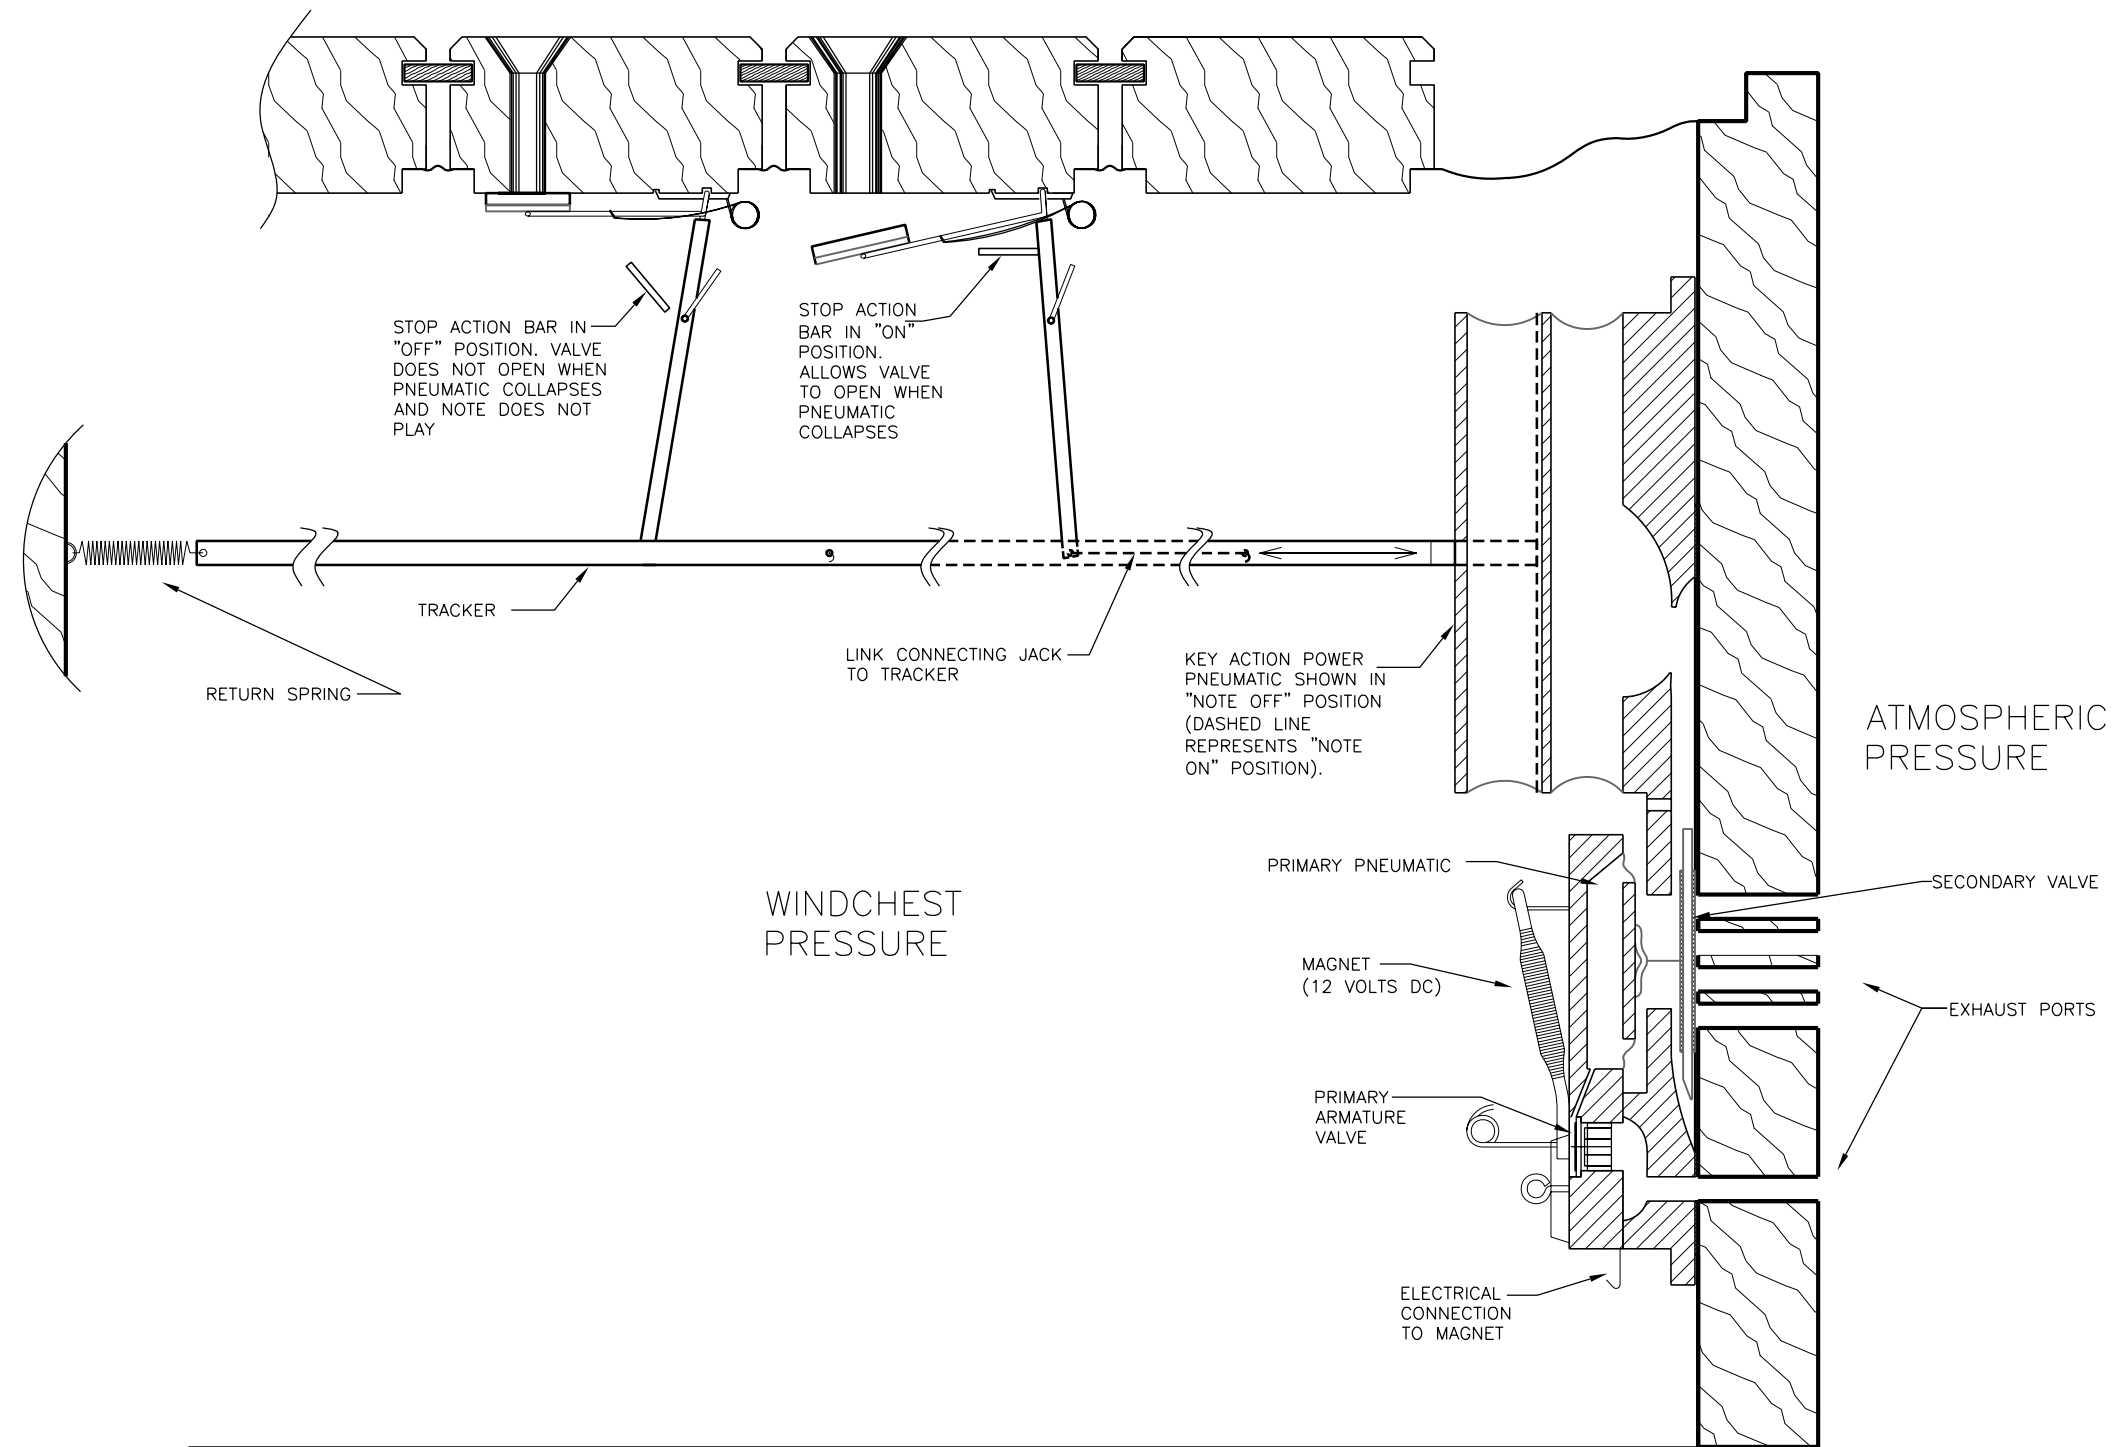 STOP ACTION BAR IN
"OFF" POSITION. VALVE
DOES NOT OPEN WHEN
PNEUMATIC COLLAPSES
AND NOTE DOES NOT
PLAY
STOP ACTION
BAR IN "ON"
POSITION.
ALLOWS VALVE
TO OPEN WHEN
PNEUMATIC
COLLAPSES
TRACKER
RETURN SPRING
LINK CONNECTING JACK
TO TRACKER
KEY ACTION POWER
PNEUMATIC SHOWN IN
"NOTE OFF" POSITION
(DASHED LINE
REPRESENTS "NOTE
ON" POSITION).
ATMOSPHERIC
PRESSURE
WINDCHEST
PRESSURE
PRIMARY PNEUMATIC
SECONDARY VALVE
MAGNET
(12 VOLTS DC)
EXHAUST PORTS
PRIMARY
ARMATURE
VALVE
ELECTRICAL
CONNECTION
TO MAGNET